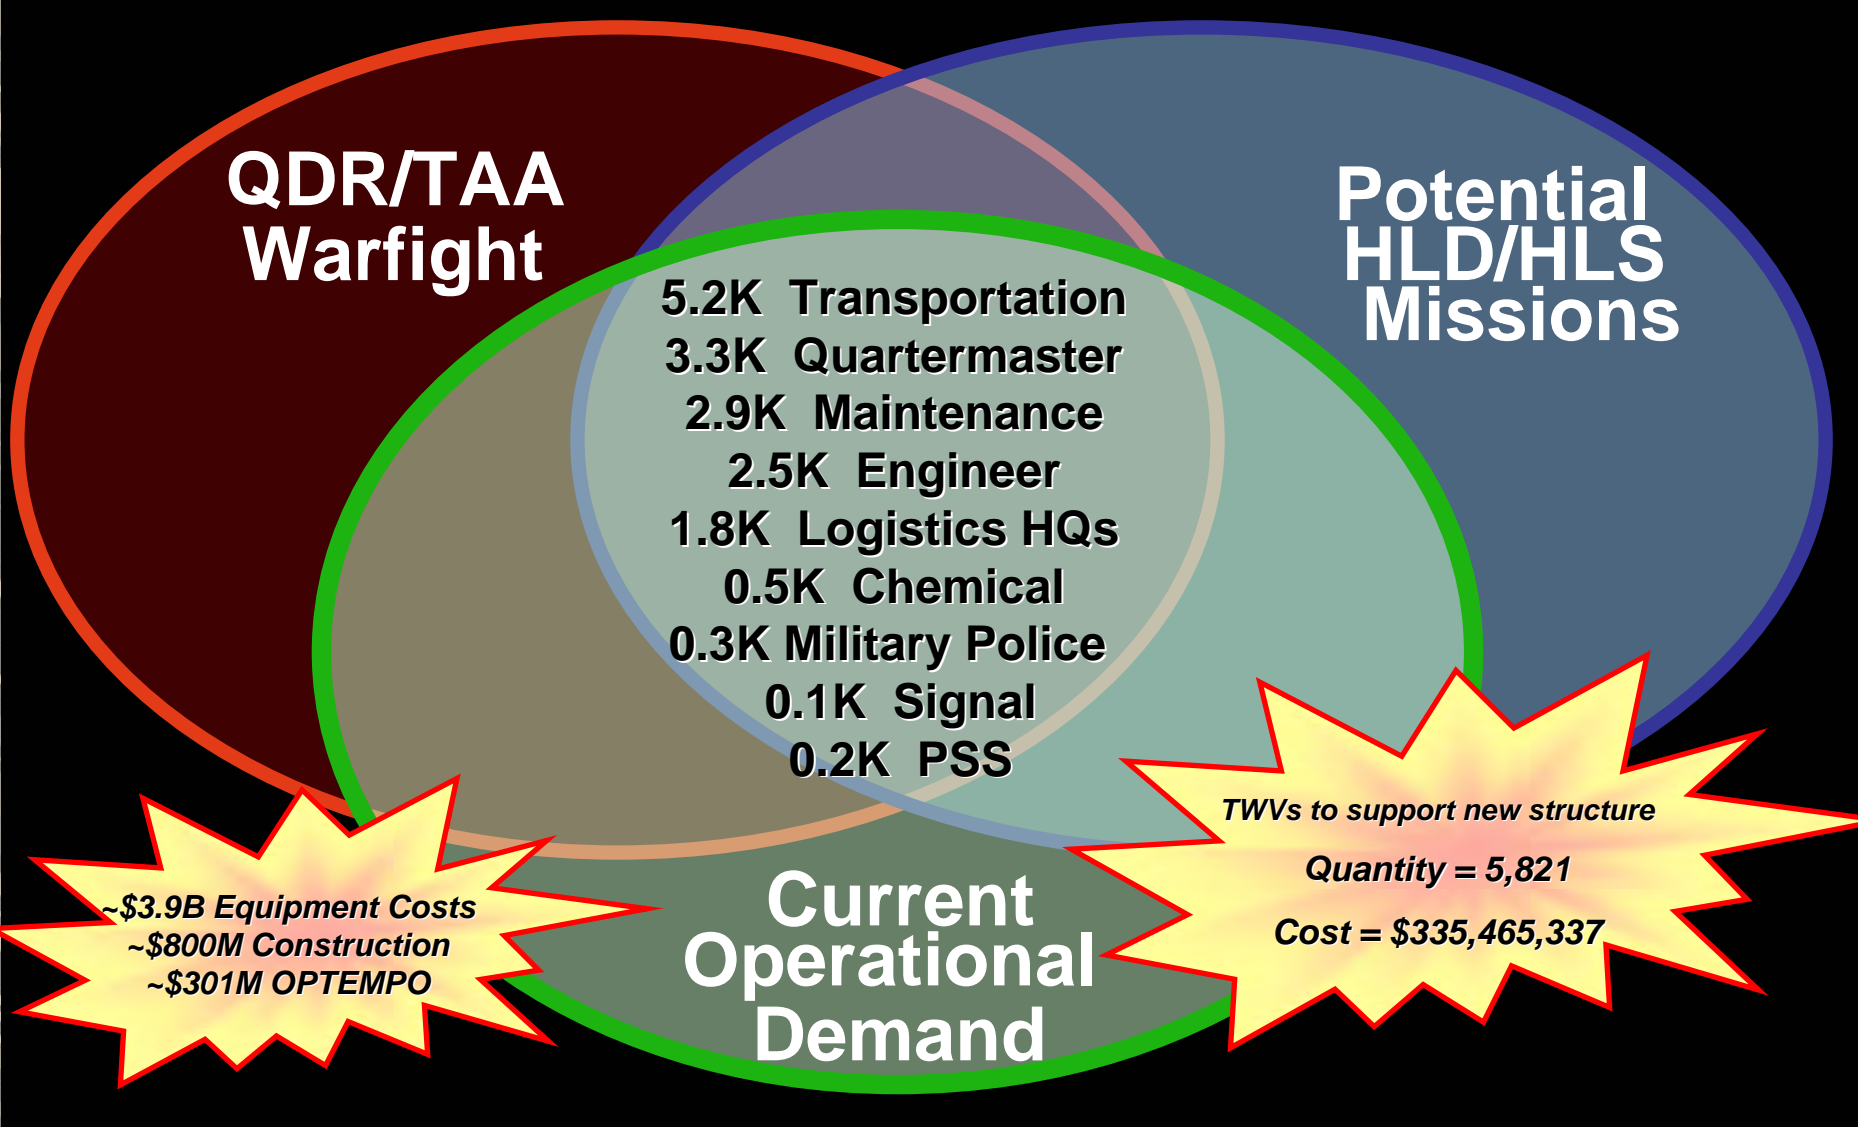 QDR/TAA
Warfight
Potential
HLD/HLS
Missions
5.2K Transportation
3.3K Quartermaster
2.9K Maintenance
2.5K Engineer
1.8K Logistics HQs
0.5K Chemical
0.3K Military Police
0.1K Signal
0.2K PSS
TWVs to support new structure
Quantity = 5,821
Cost = $335,465,337
~$3.9B Equipment Costs
~$800M Construction
~$301M OPTEMPO
Current
Operational
Demand